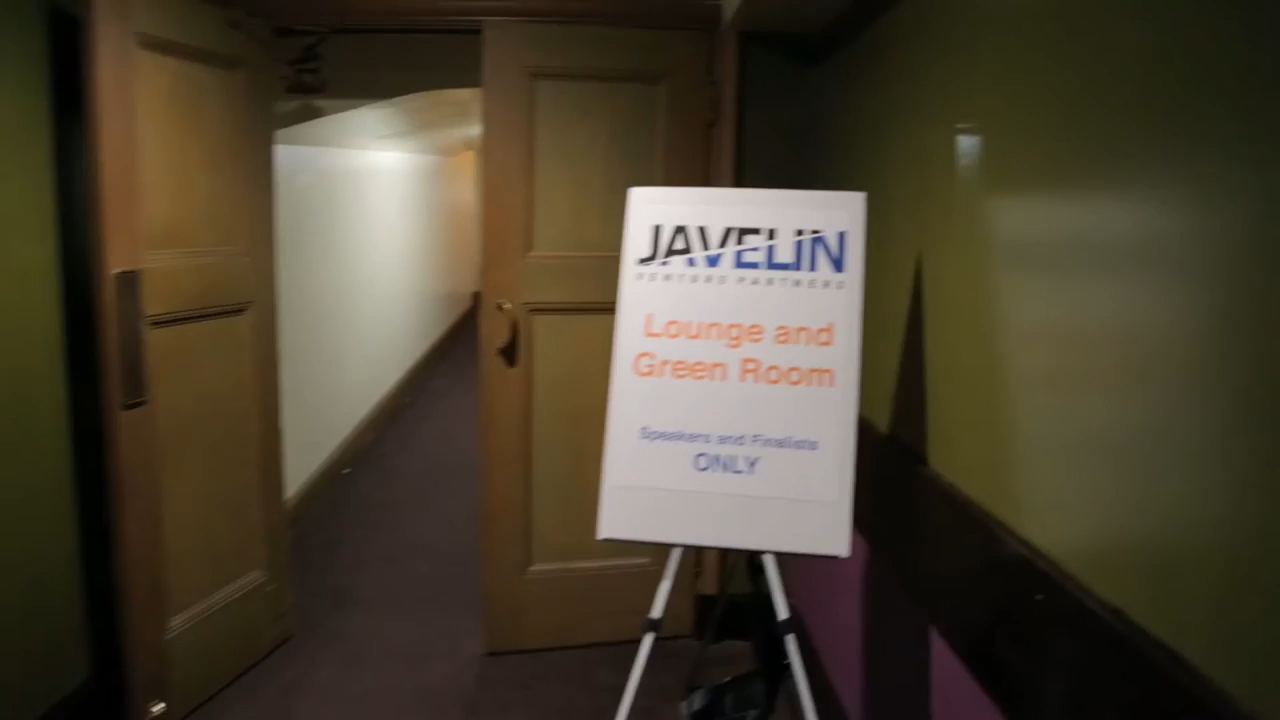 JAVELIN
VENTURE PARTNERS
Lounge and
Green Room
Speakers and Finalists
ONLY